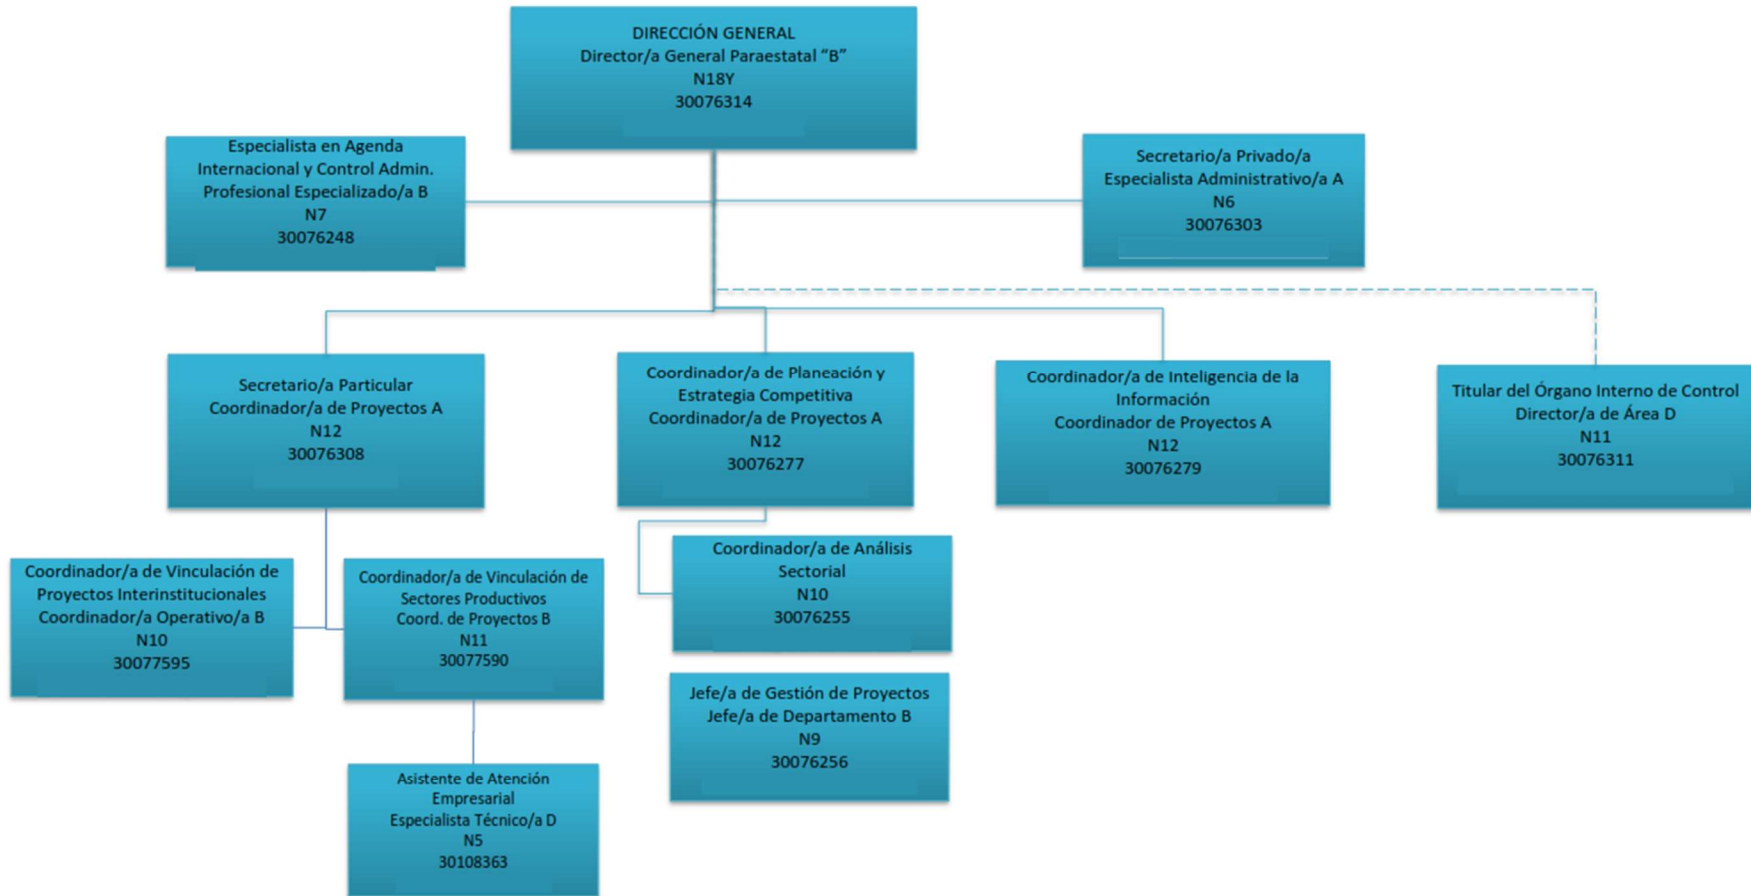 DIRECCIÓN GENERAL
Director/a General Paraestatal “B”
N18Y
30076314
Especialista en Agenda
Internacional y Control Admin.
Profesional Especializado/a B
N7
30076248
Secretario/a Privado/a
Especialista Administrativo/a A
N6
30076303
Secretario/a Particular
Coordinador/a de Proyectos A
N12
30076308
Coordinador/a de Planeación y
Estrategia Competitiva
Coordinador/a de Proyectos A
N12
30076277
Coordinador/a de Inteligencia de la
Información
Coordinador de Proyectos A
N12
30076279
Titular del Órgano Interno de Control
Director/a de Área D
N11
30076311
Coordinador/a de Vinculación de
Proyectos Interinstitucionales
Coordinador/a Operativo/a B
N10
30077595
Coordinador/a de Vinculación de
Sectores Productivos
Coord. de Proyectos B
N11
30077590
Coordinador/a de Análisis
Sectorial
N10
30076255
Jefe/a de Gestión de Proyectos
Jefe/a de Departamento B
N9
30076256
Asistente de Atención
Empresarial
Especialista Técnico/a D
N5
30108363